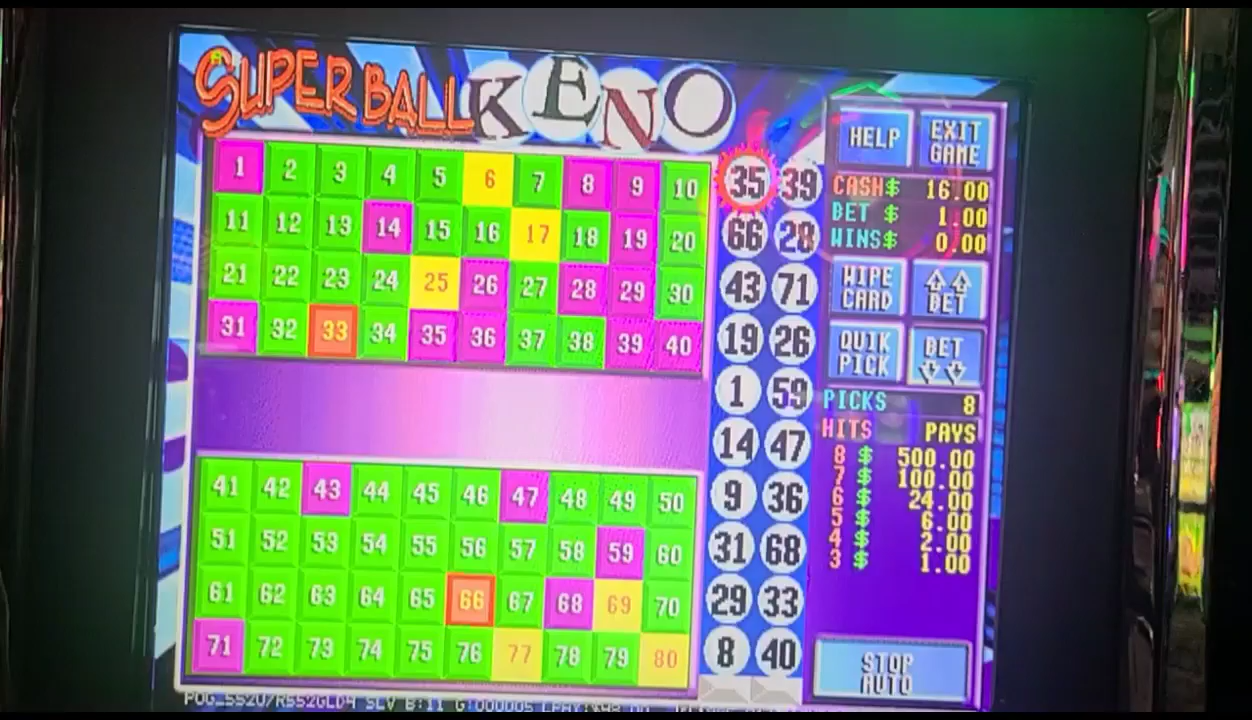 SUPERBALL KENO
1 2 3 4 5 6 7 8 9 10
11 12 13 14 15 16 17 18 19 20
21 22 23 24 25 26 27 28 29 30
31 32 33 34 35 36 37 38 39 40
41 42 43 44 45 46 47 48 49 50
51 52 53 54 55 56 57 58 59 60
61 62 63 64 65 66 67 68 69 70
71 72 73 74 75 76 77 78 79 80
35 39
66 28
43 71
19 26
1 59
14 47
9 36
31 68
29 33
8 40
HELP
EXIT
GAME
CASH$ 16.00
BET $ 1.00
WINS$ 0.00
WIPE
CARD
BET
QUIK
PICK
BET
PICKS 8
HITS PAYS
8 $ 500.00
7 $ 100.00
6 $ 24.00
5 $ 6.00
4 $ 2.00
3 $ 1.00
STOP
AUTO